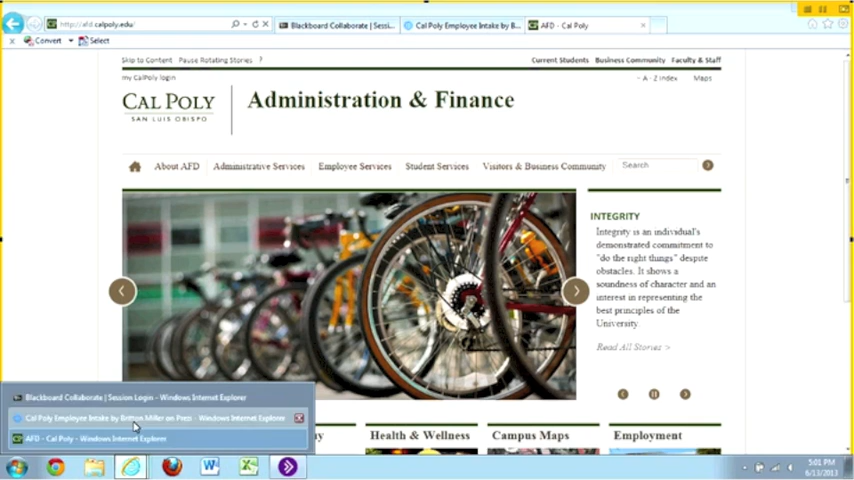 http://afd.calpoly.edu/
Blackboard Collaborate | Sessi...
Cal Poly Employee Intake by B...
AFD - Cal Poly
Convert
Select
Skip to Content Pause Rotating Stories ?
Current Students Business Community Faculty & Staff
my CalPoly login
A - Z Index Maps
CAL POLY
SAN LUIS OBISPO
Administration & Finance
About AFD Administrative Services Employee Services Student Services Visitors & Business Community Search
INTEGRITY
Integrity is an individual's
demonstrated commitment to
"do the right things" despite
obstacles. It shows a
soundness of character and an
interest in representing the
best principles of the
University.
Read All Stories >
Blackboard Collaborate | Session Login - Windows Internet Explorer
Cal Poly Employee Intake by Britton Miller on Prezi - Windows Internet Explorer
AFD - Cal Poly - Windows Internet Explorer
Health & Wellness Campus Maps Employment
5:01 PM
6/13/2013